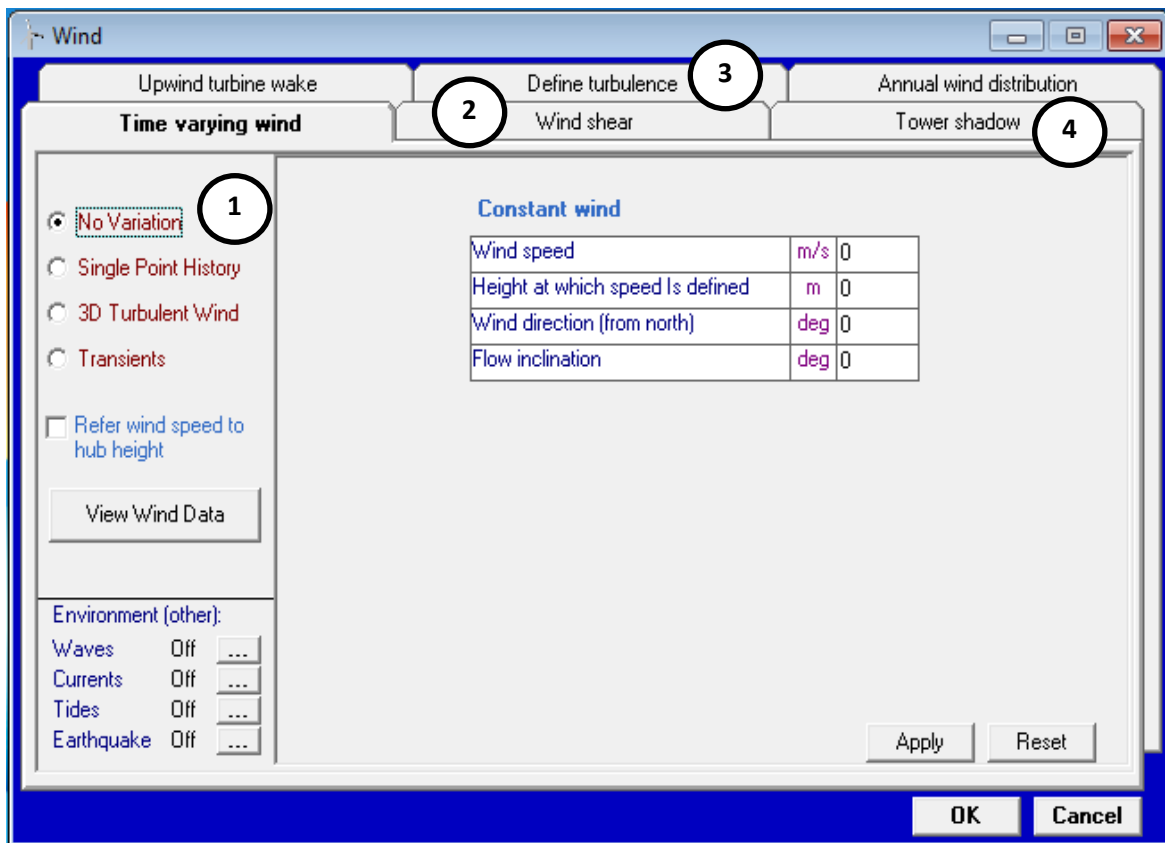 Wind
Upwind turbine wake
Define turbulence
3
Annual wind distribution
Time varying wind
2
Wind shear
Tower shadow
4
No Variation
1
Single Point History
3D Turbulent Wind
Transients
Refer wind speed to
hub height
View Wind Data
Environment (other):
Waves Off ...
Currents Off ...
Tides Off ...
Earthquake Off ...
Constant wind
Wind speed m/s 0
Height at which speed Is defined m 0
Wind direction (from north) deg 0
Flow inclination deg 0
Apply Reset
OK Cancel